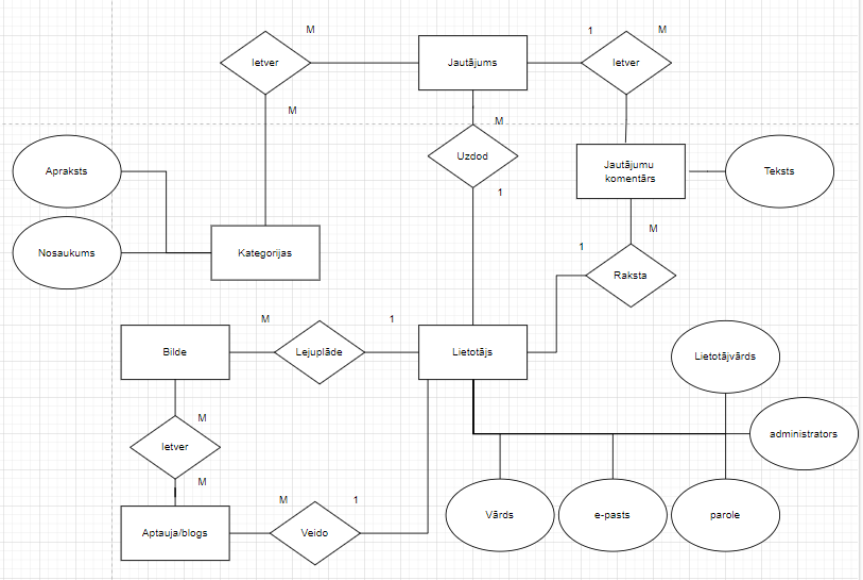 M
1
M
Ietver
Jautājums
Ietver
M
M
Uzdod
Jautājumu
komentārs
Teksts
Apraksts
1
M
1
Nosaukums
Kategorijas
Raksta
M
1
Bilde
Lejuplāde
Lietotājs
Lietotājvārds
M
administrators
Ietver
M
M
1
Vārds
e-pasts
parole
Aptauja/blogs
Veido